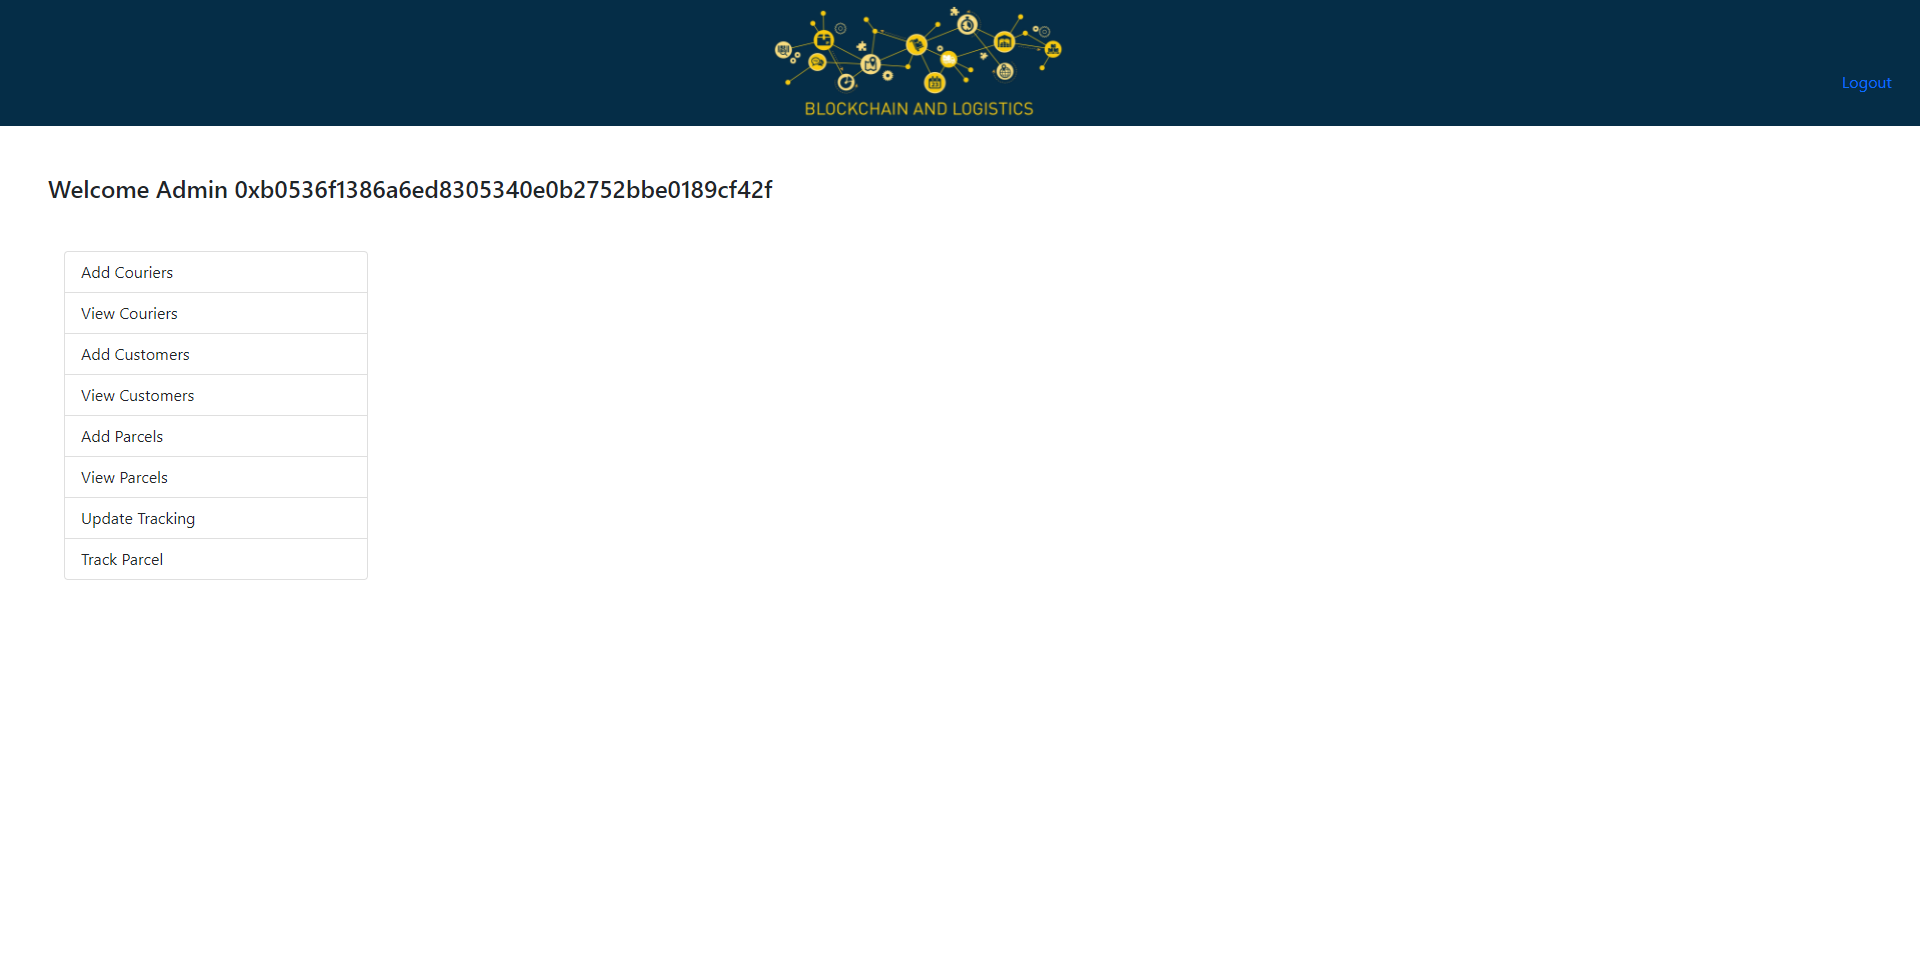 BLOCKCHAIN AND LOGISTICS
Logout
Welcome Admin 0xb0536f1386a6ed8305340e0b2752bbe0189cf42f
Add Couriers
View Couriers
Add Customers
View Customers
Add Parcels
View Parcels
Update Tracking
Track Parcel